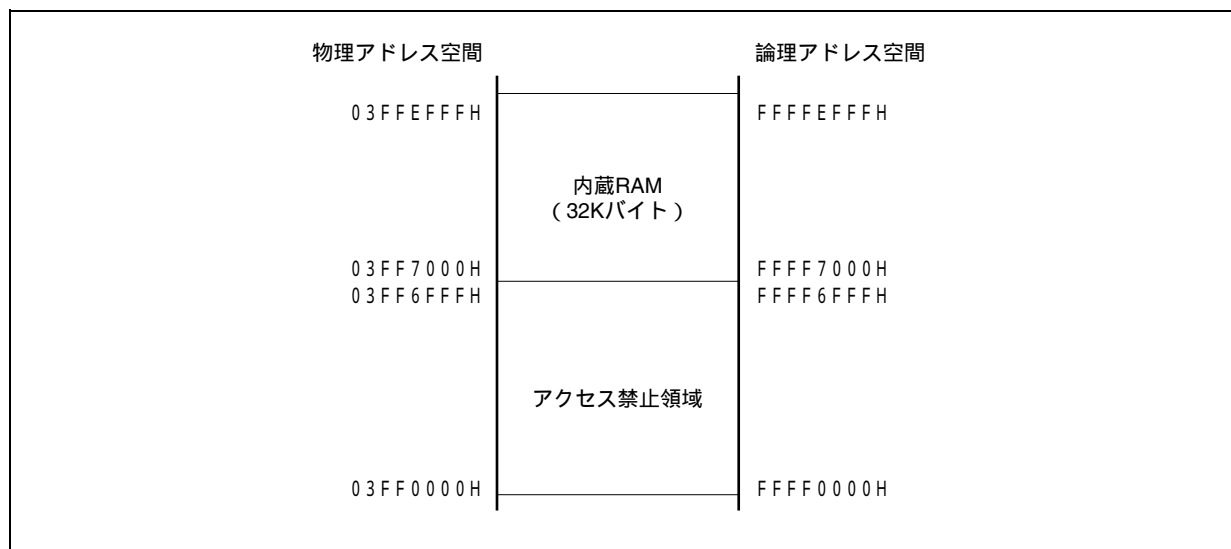 物理アドレス空間 論理アドレス空間
03FFEFFFH FFFFEFFFH
内蔵RAM
（32Kバイト）
03FF7000H FFFF7000H
03FF6FFFH FFFF6FFFH
アクセス禁止領域
03FF0000H FFFF0000H